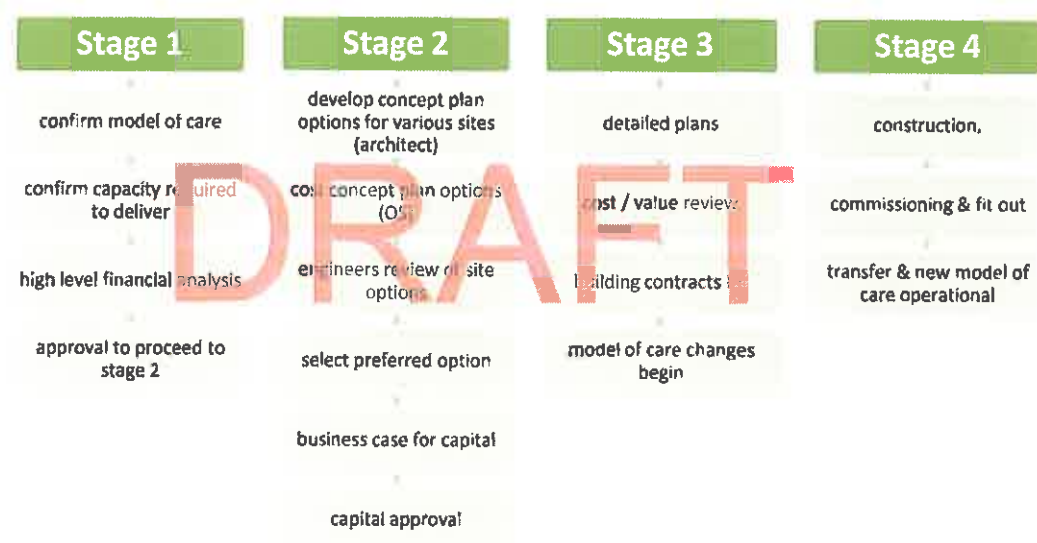 Stage 1
confirm model of care
confirm capacity required
to deliver
high level financial analysis
approval to proceed to
stage 2
Stage 2
develop concept plan
options for various sites
(architect)
cost concept plan options
engineers review of site
options
select preferred option
business case for capital
capital approval
Stage 3
detailed plans
cost / value review
building contracts
model of care changes
begin
Stage 4
construction,
commissioning & fit out
transfer & new model of
care operational
DRAFT